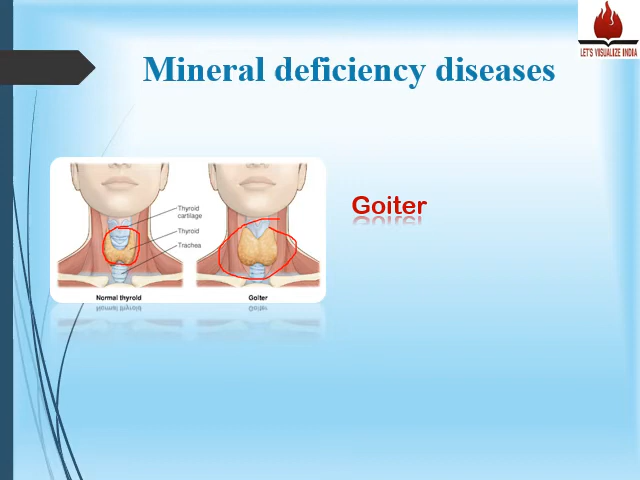 LET'S VISUALIZE INDIA
Mineral deficiency diseases
Thyroid
cartilage
Thyroid
Trachea
Normal thyroid
Goiter
Goiter